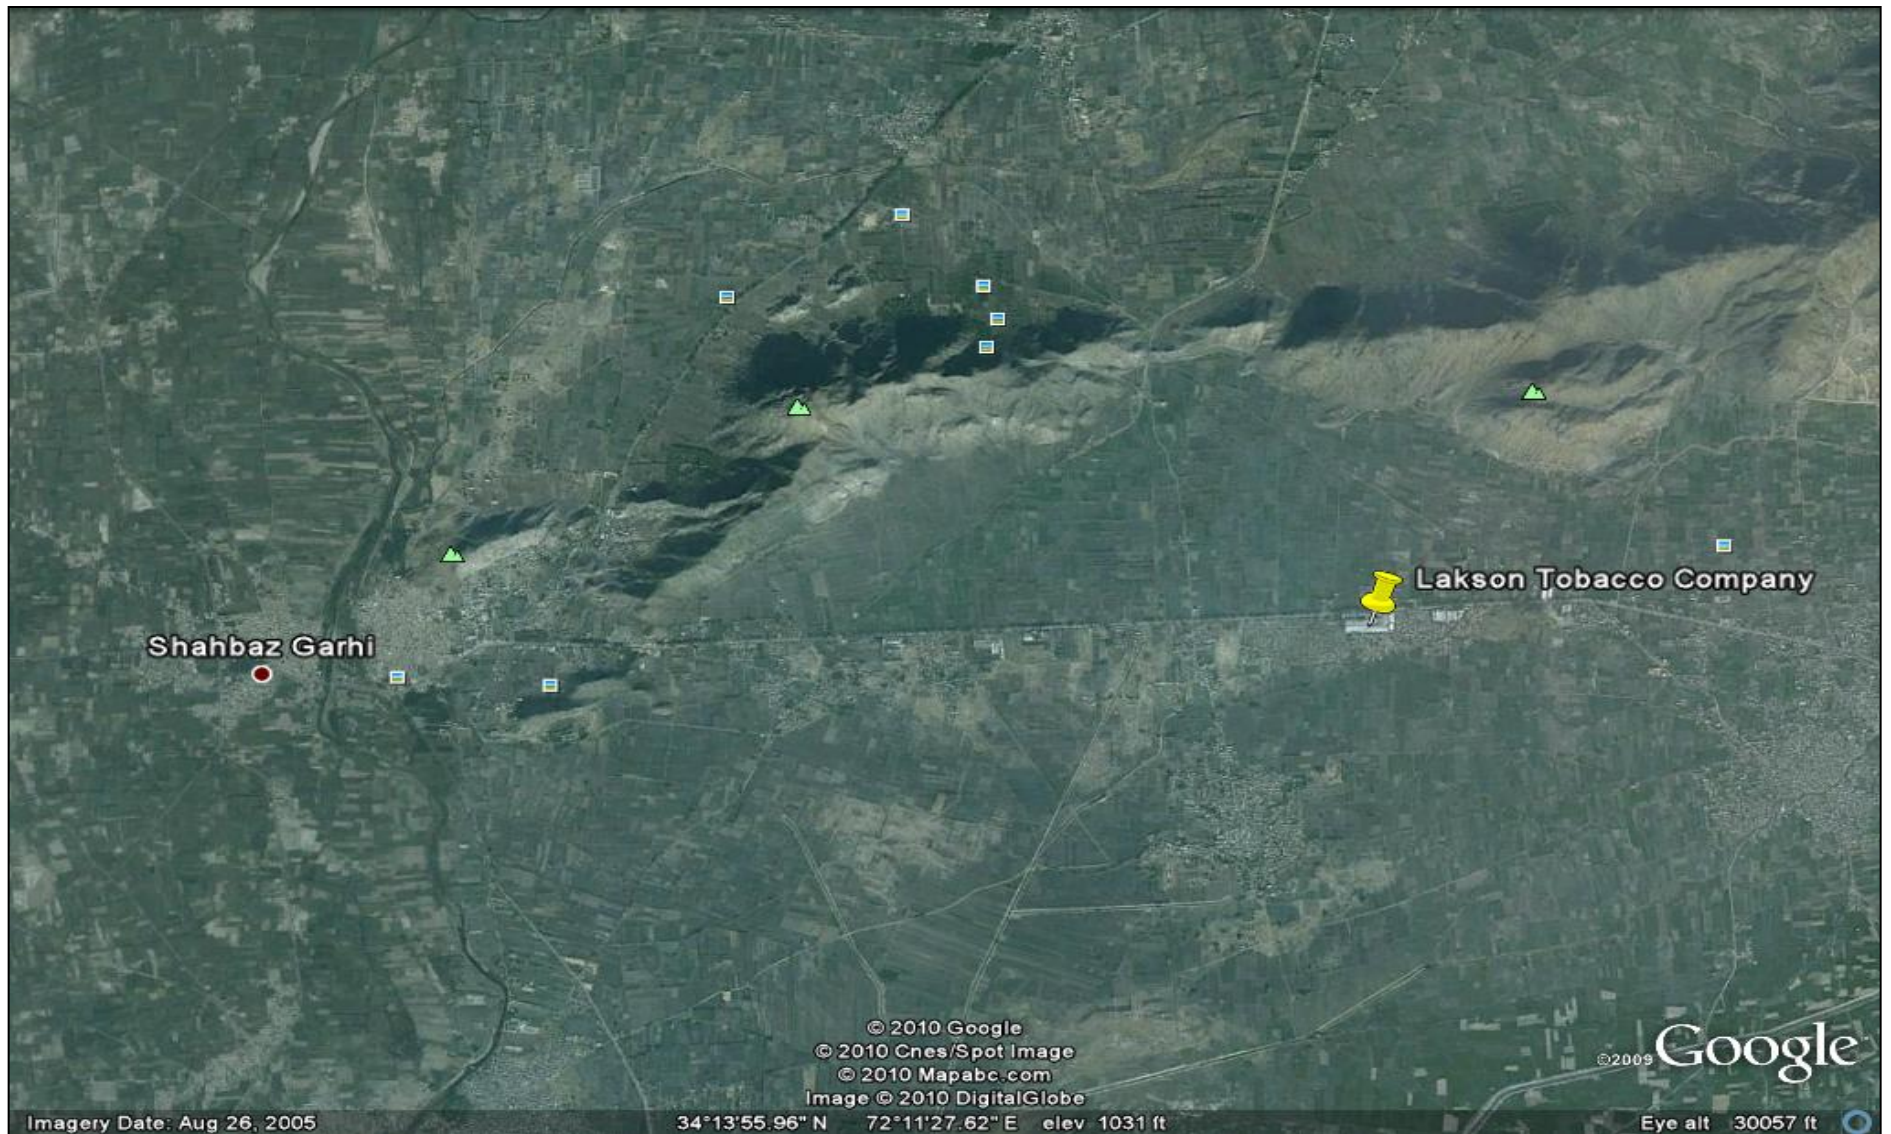 Lakson Tobacco Company
Shahbaz Garhi
© 2010 Google
© 2010 Cnes/Spot Image
© 2010 Mapabc.com
Image © 2010 DigitalGlobe
©2009 Google
Imagery Date: Aug 26, 2005 34°13'55.96" N 72°11'27.62" E elev 1031 ft Eye alt 30057 ft